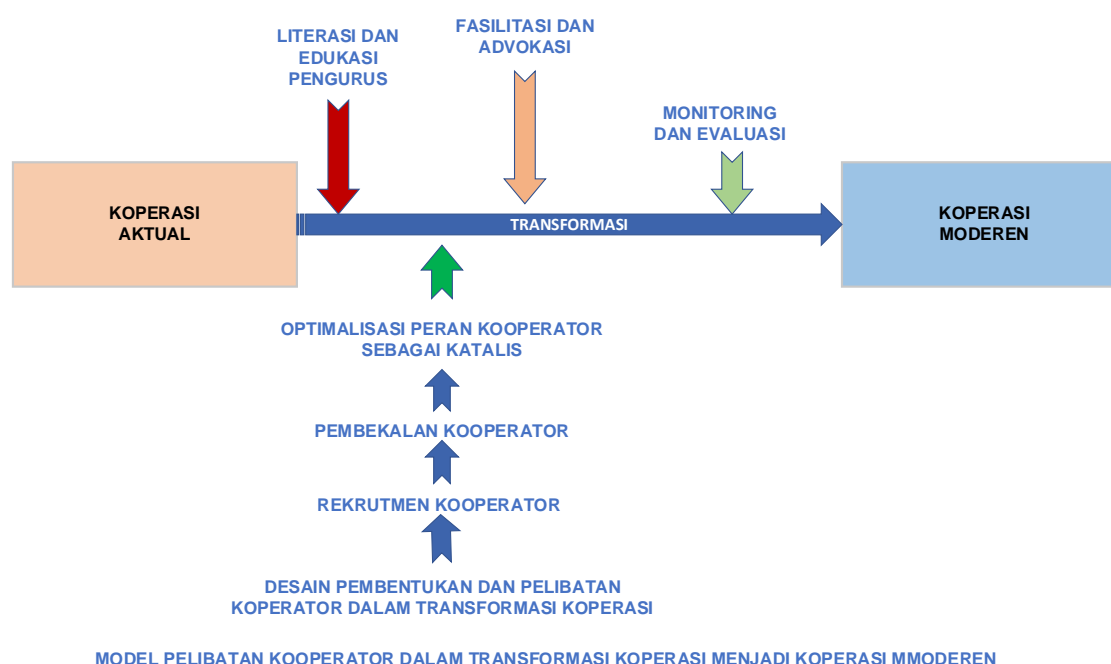 LITERASI DAN
EDUKASI
PENGURUS
FASILITASI DAN
ADVOKASI
MONITORING
DAN EVALUASI
KOPERASI
AKTUAL
TRANSFORMASI
KOPERASI
MODEREN
OPTIMALISASI PERAN KOOPERATOR
SEBAGAI KATALIS
PEMBEKALAN KOOPERATOR
REKRUTMEN KOOPERATOR
DESAIN PEMBENTUKAN DAN PELIBATAN
KOPERATOR DALAM TRANSFORMASI KOPERASI
MODEL PELIBATAN KOOPERATOR DALAM TRANSFORMASI KOPERASI MENJADI KOPERASI MMODEREN